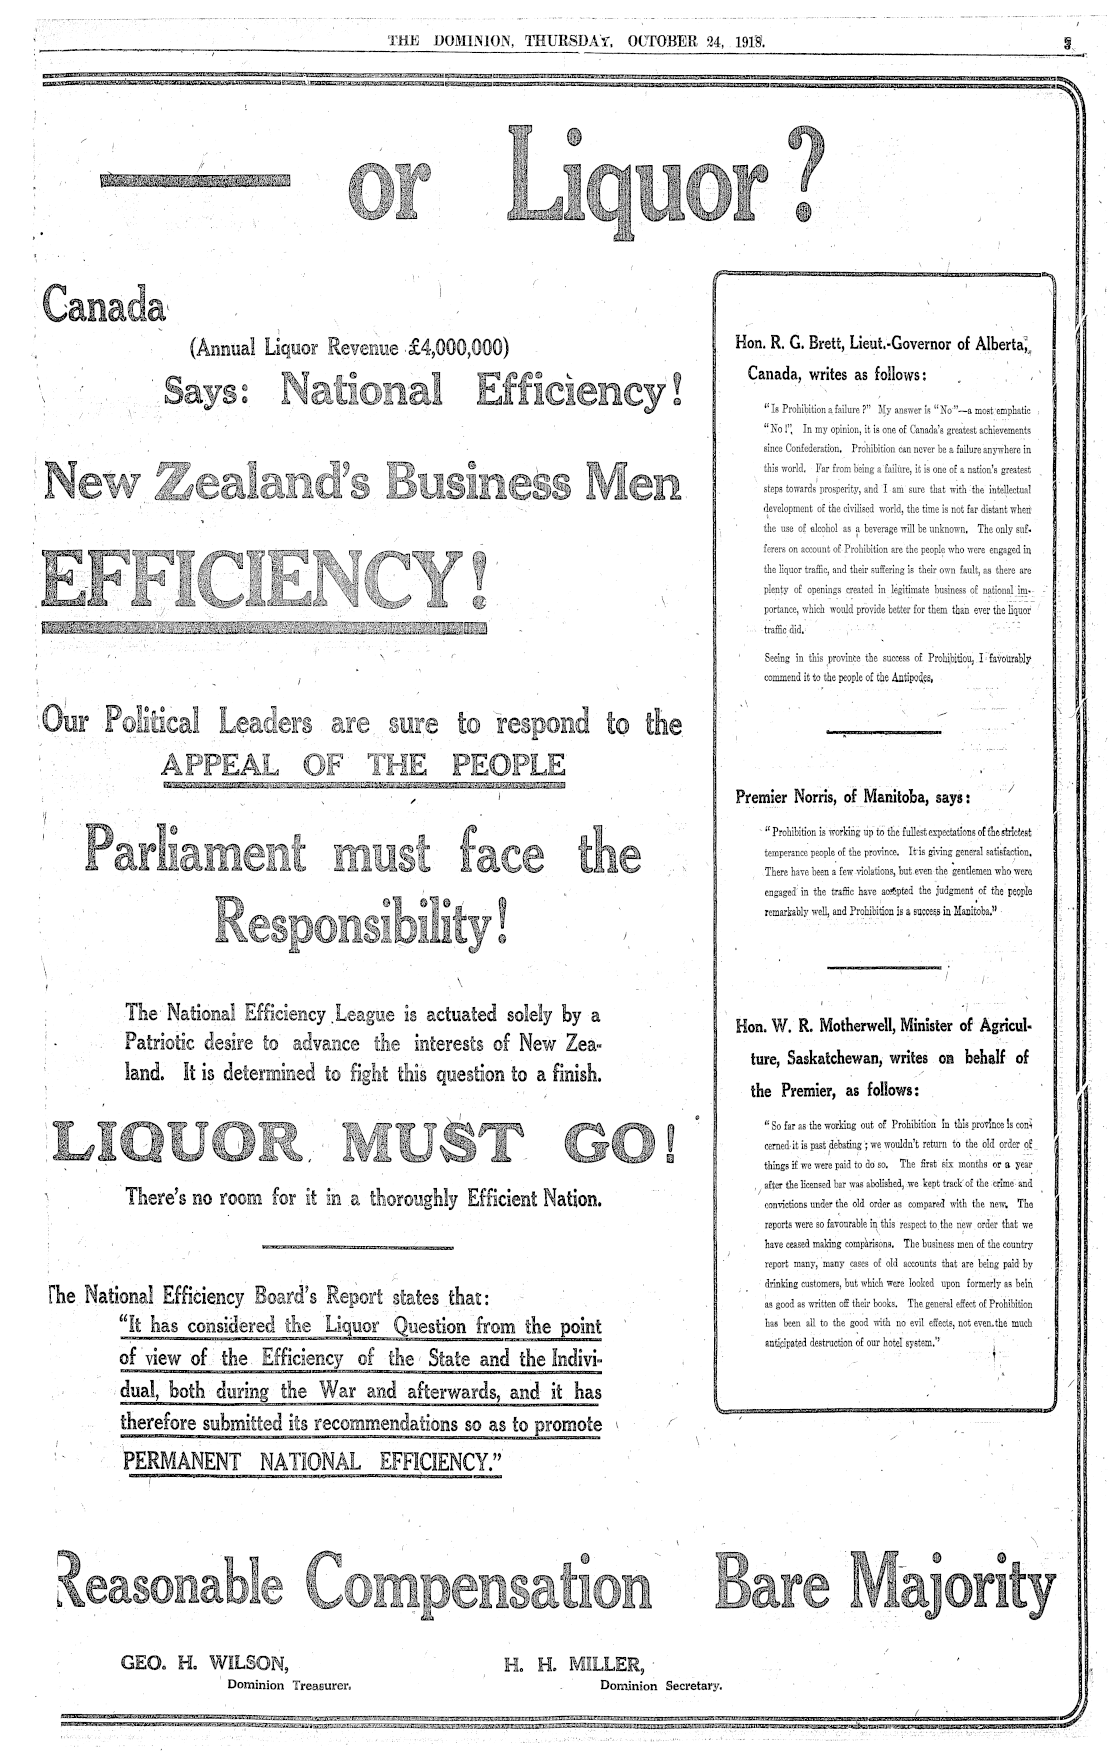 THE DOMINION, THURSDAY, OCTOBER 24, 1918.
5
— or Liquor?
Canada
(Annual Liquor Revenue £4,000,000)
Says: National Efficiency!
New Zealand's Business Men
EFFICIENCY!
Our Political Leaders are sure to respond to the
APPEAL OF THE PEOPLE
Parliament must face the
Responsibility!
The National Efficiency League is actuated solely by a
Patriotic desire to advance the interests of New Zea-
land. It is determined to fight this question to a finish.
LIQUOR MUST GO!
There's no room for it in a thoroughly Efficient Nation.
The National Efficiency Board's Report states that:
"It has considered the Liquor Question from the point
of view of the Efficiency of the State and the Indivi-
dual, both during the War and afterwards, and it has
therefore submitted its recommendations so as to promote
PERMANENT NATIONAL EFFICIENCY."
Hon. R. G. Brett, Lieut.-Governor of Alberta,
Canada, writes as follows:
"Is Prohibition a failure?" My answer is "No"—a most emphatic
"No!". In my opinion, it is one of Canada's greatest achievements
since Confederation. Prohibition can never be a failure anywhere in
this world. Far from being a failure, it is one of a nation's greatest
steps towards prosperity, and I am sure that with the intellectual
development of the civilised world, the time is not far distant when
the use of alcohol as a beverage will be unknown. The only suf-
ferers on account of Prohibition are the people who were engaged in
the liquor traffic, and their suffering is their own fault, as there are
plenty of openings created in legitimate business of national im-
portance, which would provide better for them than ever the liquor
traffic did.
Seeing in this province the success of Prohibition, I favourably
commend it to the people of the Antipodes,
Premier Norris, of Manitoba, says:
"Prohibition is working up to the fullest expectations of the strictest
temperance people of the province. It is giving general satisfaction.
There have been a few violations, but even the gentlemen who were
engaged in the traffic have accepted the judgment of the people
remarkably well, and Prohibition is a success in Manitoba."
Hon. W. R. Motherwell, Minister of Agricul-
ture, Saskatchewan, writes on behalf of
the Premier, as follows:
"So far as the working out of Prohibition in this province is con-
cerned it is past debating; we wouldn't return to the old order of
things if we were paid to do so. The first six months or a year
after the licensed bar was abolished, we kept track of the crime and
convictions under the old order as compared with the new. The
reports were so favourable in this respect to the new order that we
have ceased making comparisons. The business men of the country
report many, many cases of old accounts that are being paid by
drinking customers, but which were looked upon formerly as bein
as good as written off their books. The general effect of Prohibition
has been all to the good with no evil effects, not even the much
anticipated destruction of our hotel system."
Reasonable Compensation Bare Majority
GEO. H. WILSON,
Dominion Treasurer.
H. H. MILLER,
Dominion Secretary.